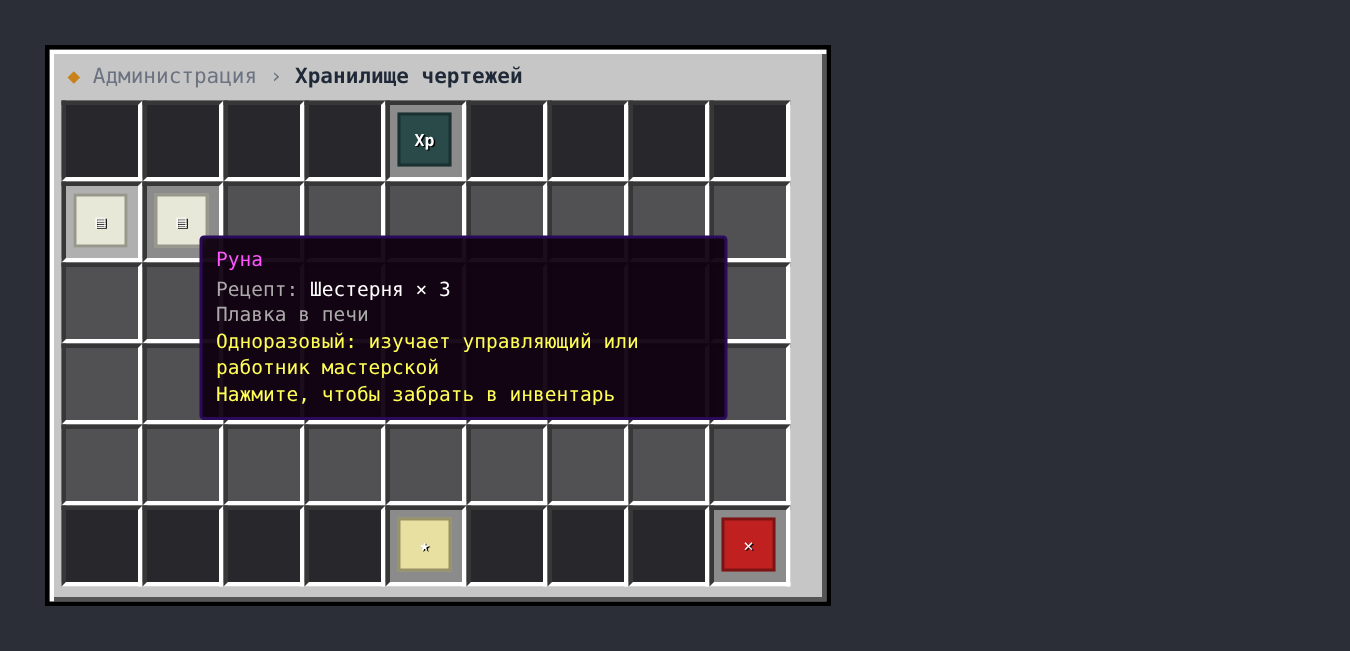 ◆ Администрация › Хранилище чертежей
Хр
Руна
Рецепт: Шестерня × 3
Плавка в печи
Одноразовый: изучает управляющий или
работник мастерской
Нажмите, чтобы забрать в инвентарь
★
×